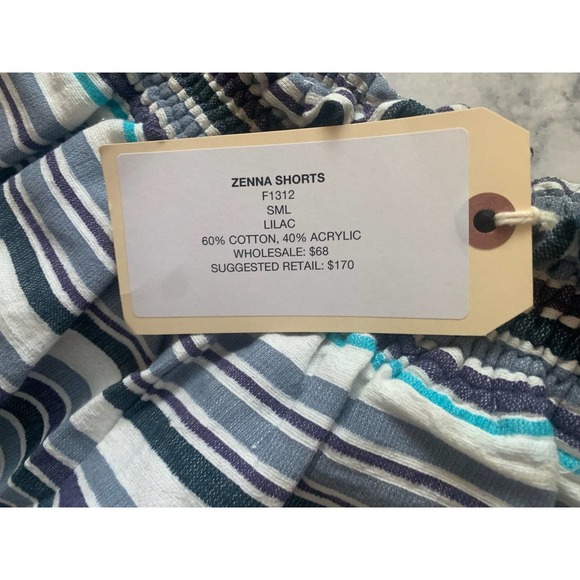 ZENNA SHORTS
F1312
SML
LILAC
60% COTTON, 40% ACRYLIC
WHOLESALE: $68
SUGGESTED RETAIL: $170